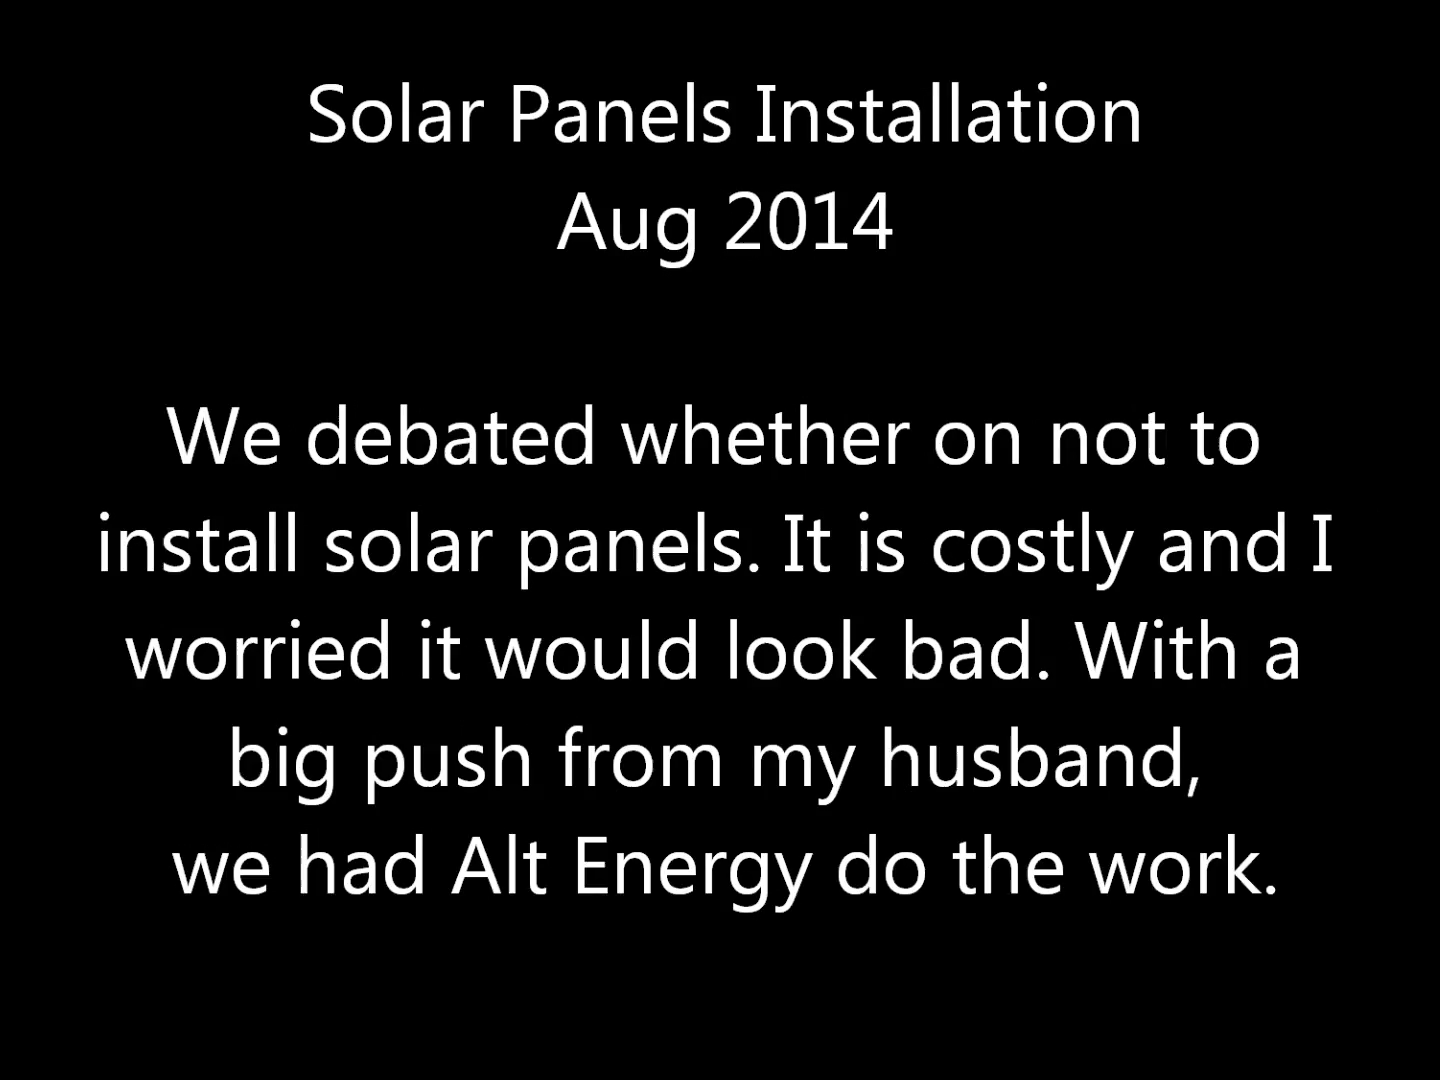 Solar Panels Installation
Aug 2014
We debated whether on not to
install solar panels. It is costly and I
worried it would look bad. With a
big push from my husband,
we had Alt Energy do the work.